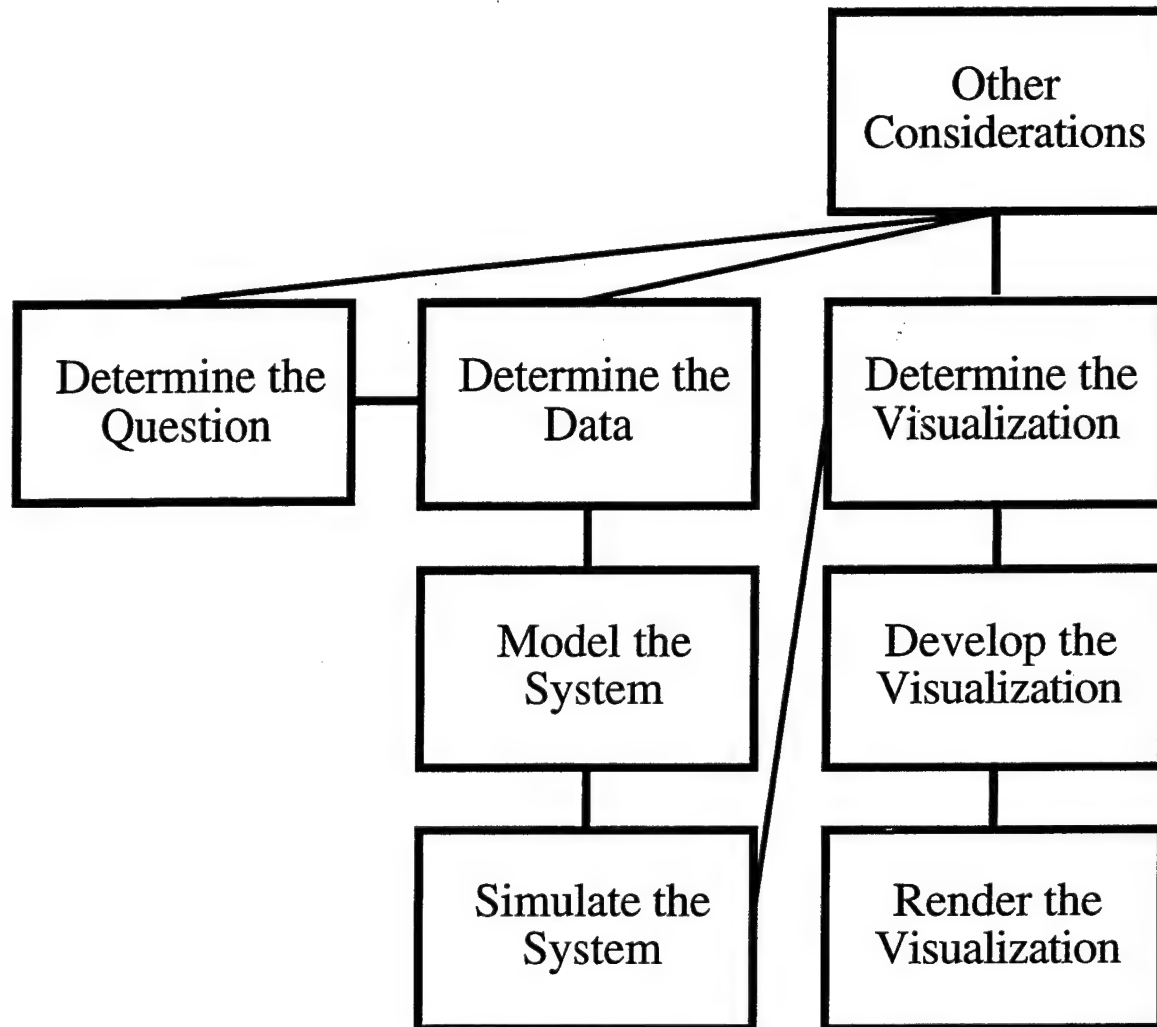 Other
Considerations
Determine the
Question
Determine the
Data
Determine the
Visualization
Model the
System
Develop the
Visualization
Simulate the
System
Render the
Visualization